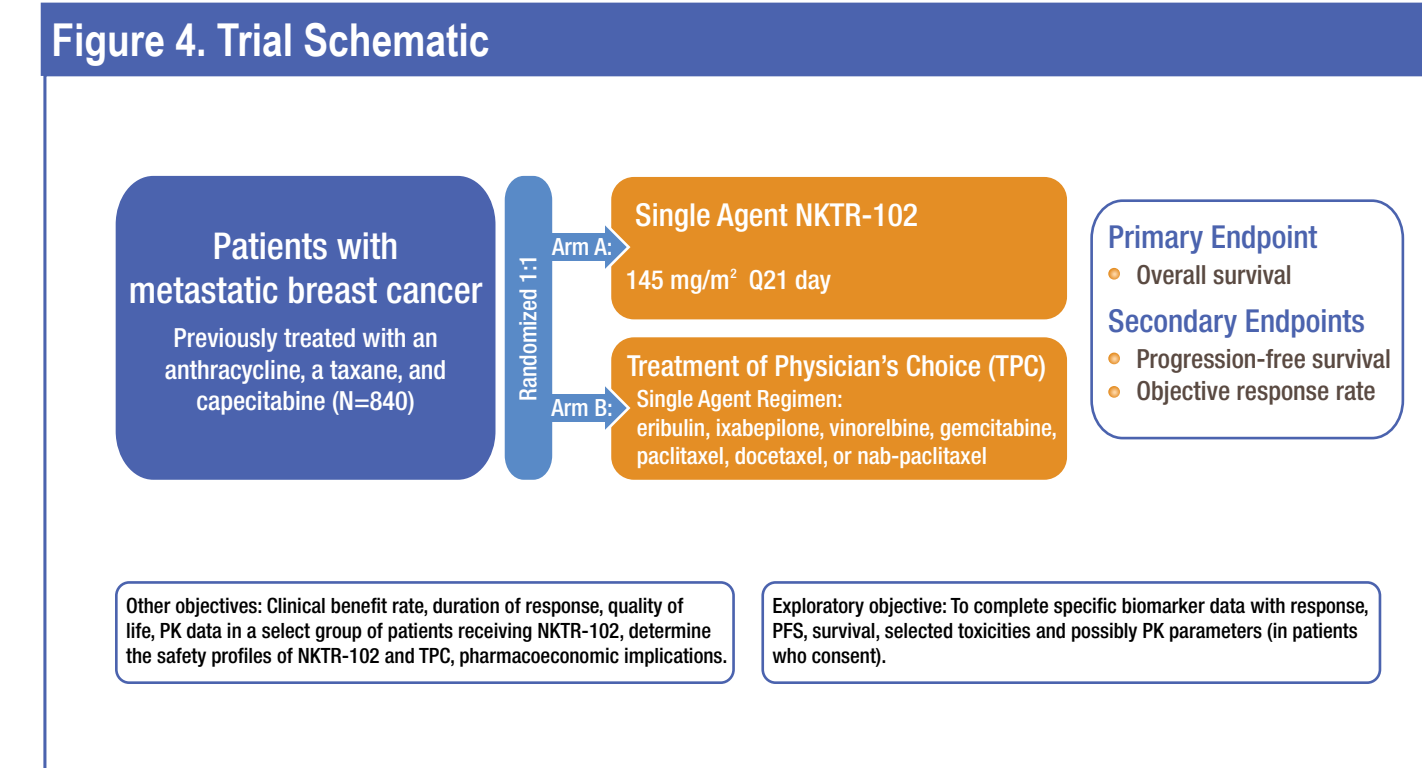 Figure 4. Trial Schematic
Patients with
metastatic breast cancer
Previously treated with an
anthracycline, a taxane, and
capecitabine (N=840)
Randomized 1:1
Arm A:
Single Agent NKTR-102
145 mg/m² Q21 day
Arm B:
Treatment of Physician's Choice (TPC)
Single Agent Regimen:
eribulin, ixabepilone, vinorelbine, gemcitabine,
paclitaxel, docetaxel, or nab-paclitaxel
Primary Endpoint
Overall survival
Secondary Endpoints
Progression-free survival
Objective response rate
Other objectives: Clinical benefit rate, duration of response, quality of
life, PK data in a select group of patients receiving NKTR-102, determine
the safety profiles of NKTR-102 and TPC, pharmacoeconomic implications.
Exploratory objective: To complete specific biomarker data with response,
PFS, survival, selected toxicities and possibly PK parameters (in patients
who consent).